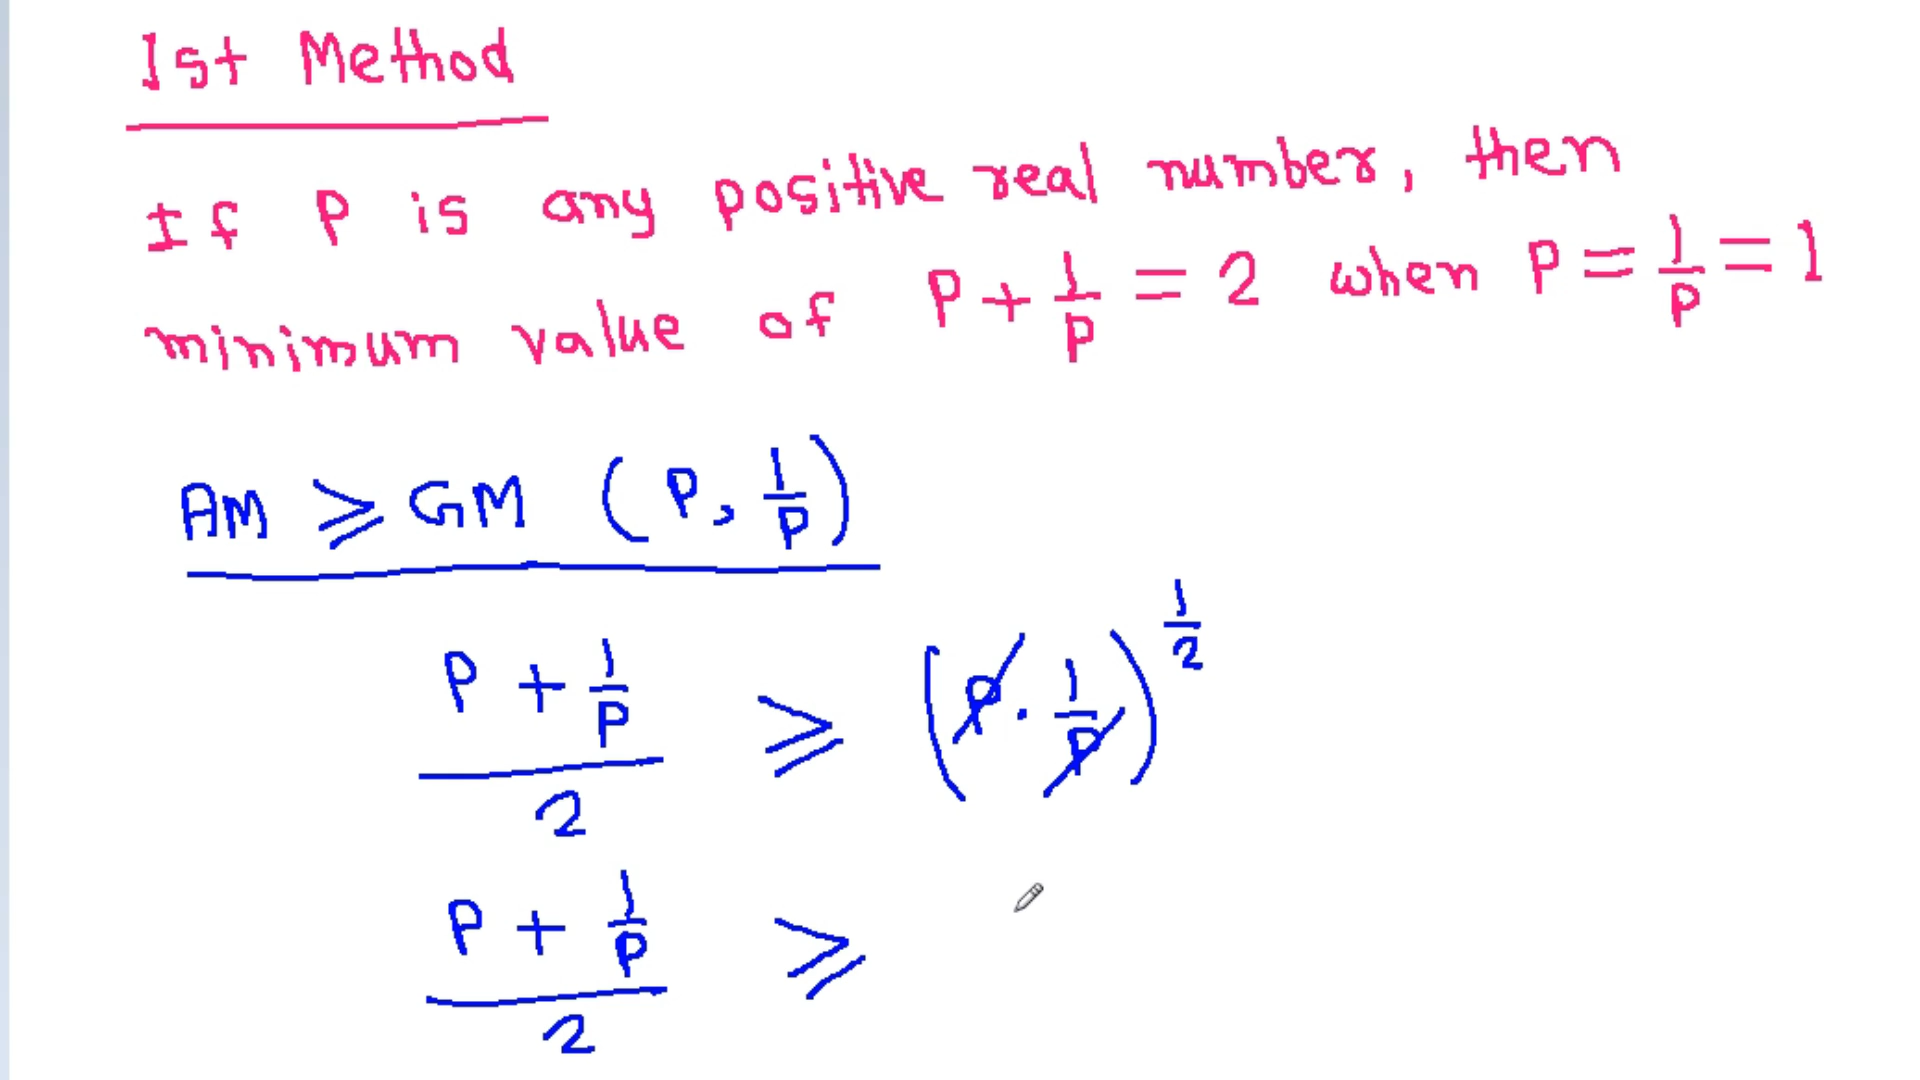 1st Method
If P is any positive real number, then
minimum value of P + 1/P = 2 when P = 1/P = 1
AM ⩾ GM (P, 1/P)
(P + 1/P)/2 ⩾ (P · 1/P)^(1/2)
(P + 1/P)/2 ⩾